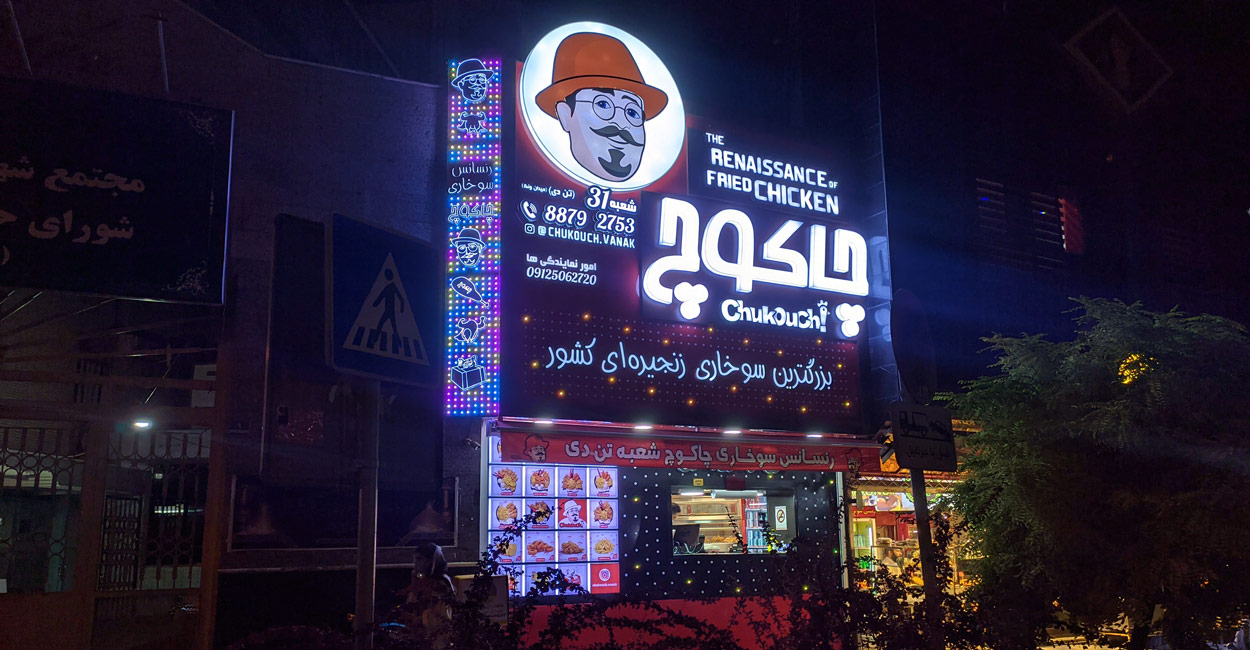 مجتمع
شورای
رنسانس
سوخاری
چاکوچ
THE
RENAISSANCE OF
FRIED CHICKEN
شعبه 31 (تن دی) (میدان ونک)
8879 2753
@CHUKOUCH.VANAK
امور نمایندگی ها
09125062720
چاکوچ
Chukouch!
بزرگترین سوخاری زنجیره‌ای کشور
رنسانس سوخاری چاکوچ شعبه تن دی
Chukouch!